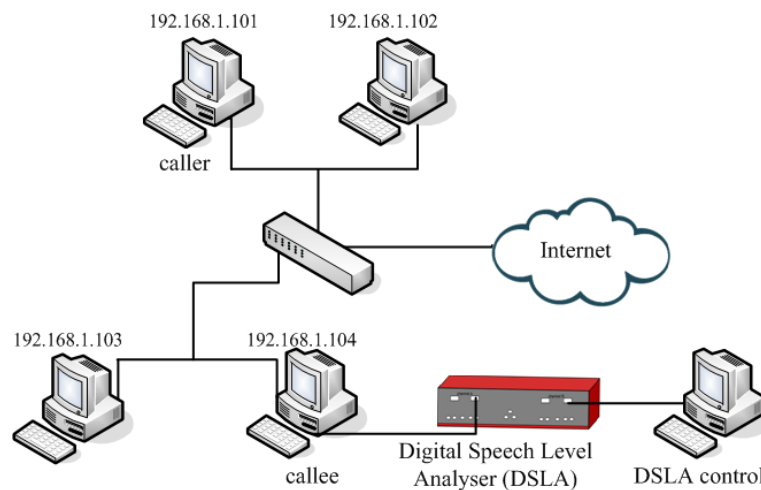 192.168.1.101
192.168.1.102
caller
Internet
192.168.1.103
192.168.1.104
callee
Digital Speech Level
Analyser (DSLA)
DSLA control